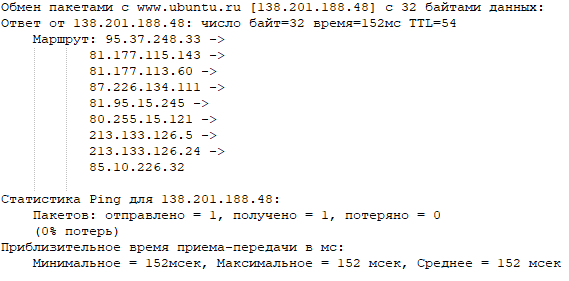 Обмен пакетами с www.ubuntu.ru [138.201.188.48] с 32 байтами данных:
Ответ от 138.201.188.48: число байт=32 время=152мс TTL=54
Маршрут: 95.37.248.33 ->
81.177.115.143 ->
81.177.113.60 ->
87.226.134.111 ->
81.95.15.245 ->
80.255.15.121 ->
213.133.126.5 ->
213.133.126.24 ->
85.10.226.32
Статистика Ping для 138.201.188.48:
Пакетов: отправлено = 1, получено = 1, потеряно = 0
(0% потерь)
Приблизительное время приема-передачи в мс:
Минимальное = 152мсек, Максимальное = 152 мсек, Среднее = 152 мсек